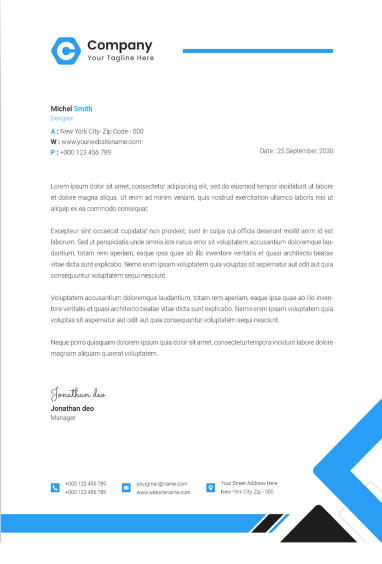 Company
Your Tagline Here
Michel Smith
Designer
A : New York City- Zip Code - 000
W : www.yourwebsitename.com
P : +000 123 456 789
Date : 25 September, 2030
Lorem ipsum dolor sit amet, consectetur adipisicing elit, sed do eiusmod tempor incididunt ut labore
et dolore magna aliqua. Ut enim ad minim veniam, quis nostrud exercitation ullamco laboris nisi ut
aliquip ex ea commodo consequat.
Excepteur sint occaecat cupidatat non proident, sunt in culpa qui officia deserunt mollit anim id est
laborum. Sed ut perspiciatis unde omnis iste natus error sit voluptatem accusantium doloremque lau-
dantium, totam rem aperiam, eaque ipsa quae ab illo inventore veritatis et quasi architecto beatae
vitae dicta sunt explicabo. Nemo enim ipsam voluptatem quia voluptas sit aspernatur aut odit aut quia
consequuntur voluptatem sequi nesciunt.
Voluptatem accusantium doloremque laudantium, totam rem aperiam, eaque ipsa quae ab illo inven-
tore veritatis et quasi architecto beatae vitae dicta sunt explicabo. Nemo enim ipsam voluptatem quia
voluptas sit aspernatur aut odit aut quia consequuntur voluptatem sequi nesciunt.
Neque porro quisquam dolorem ipsum quia dolor sit amet, consecteturtempora incidunt labore dolore
magnam aliquam quaerat voluptatem.
Jonathan deo
Jonathan deo
Manager
+000 123 456 789
+000 123 456 789
yourgmail@name.com
www.websitename.com
Your Street Address Here
New York City, Zip - 000